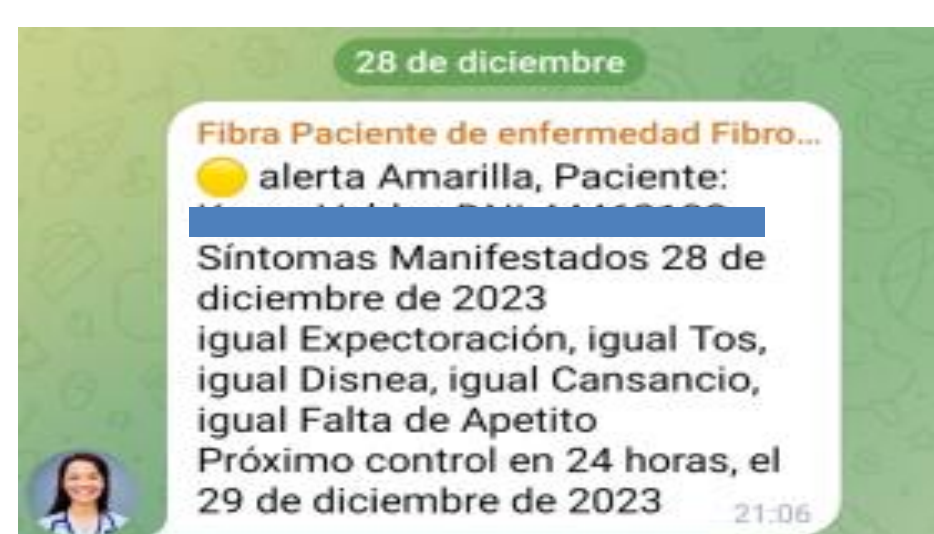 28 de diciembre
Fibra Paciente de enfermedad Fibro...
alerta Amarilla, Paciente:
Síntomas Manifestados 28 de
diciembre de 2023
igual Expectoración, igual Tos,
igual Disnea, igual Cansancio,
igual Falta de Apetito
Próximo control en 24 horas, el
29 de diciembre de 2023
21:06